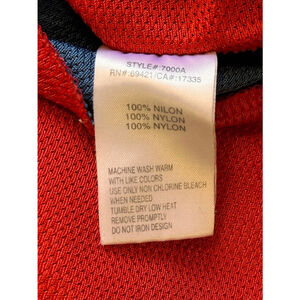 STYLE#:7000A
RN#:69421/CA#:17335
100% NILON
100% NYLON
100% NYLON
MACHINE WASH WARM
WITH LIKE COLORS
USE ONLY NON CHLORINE BLEACH
WHEN NEEDED
TUMBLE DRY LOW HEAT
REMOVE PROMPTLY
DO NOT IRON DESIGN